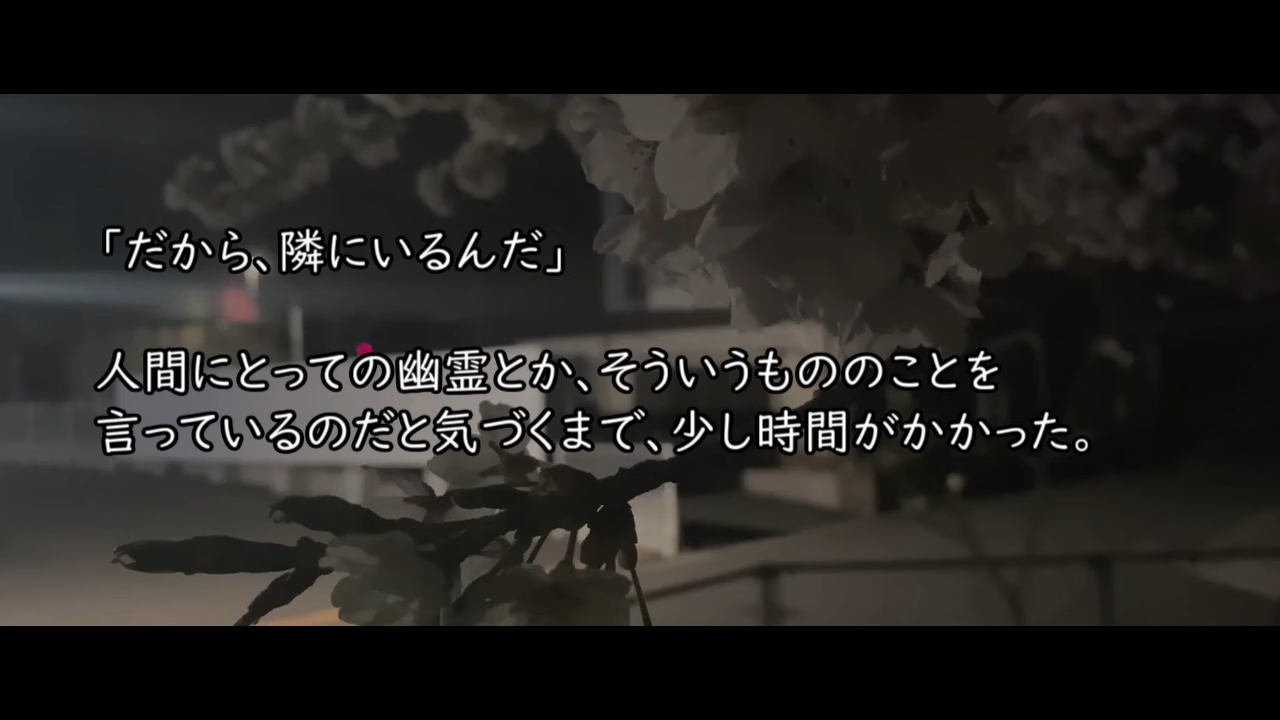 「だから、隣にいるんだ」
人間にとっての幽霊とか、そういうもののことを
言っているのだと気づくまで、少し時間がかかった。